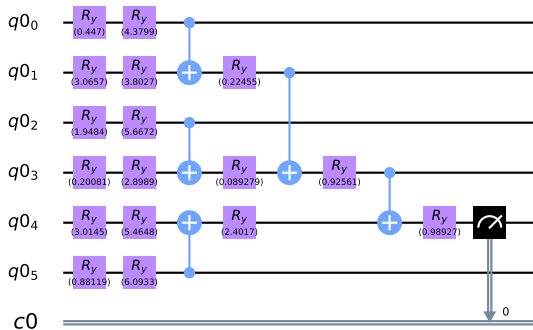 q0₀ R_y (0.447) R_y (4.3799)
q0₁ R_y (3.0657) R_y (3.8027) R_y (0.22455)
q0₂ R_y (1.9484) R_y (5.6672)
q0₃ R_y (0.20081) R_y (2.8989) R_y (0.089279) R_y (0.92561)
q0₄ R_y (3.0145) R_y (5.4648) R_y (2.4017) R_y (0.98927)
q0₅ R_y (0.88119) R_y (6.0933)
c0 0